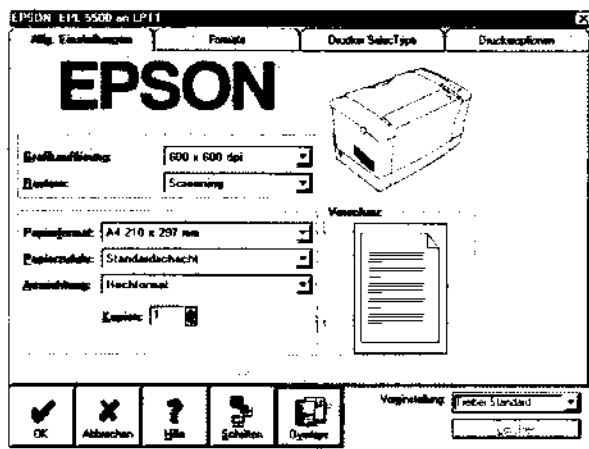 EPSON EPL 5500 an LPT1
Allg. Einstellungen Formate Drucker SelecType Druckoptionen
EPSON
Grafikauflösung: 600 x 600 dpi
Rastern: Screening
Vorschau:
Papierformat: A4 210 x 297 mm
Papierzufuhr: Standardschacht
Ausrichtung: Hochformat
Kopien: 1
Voreinstellung: Treiber Standard
OK Abbrechen Hilfe Schriften Overlays